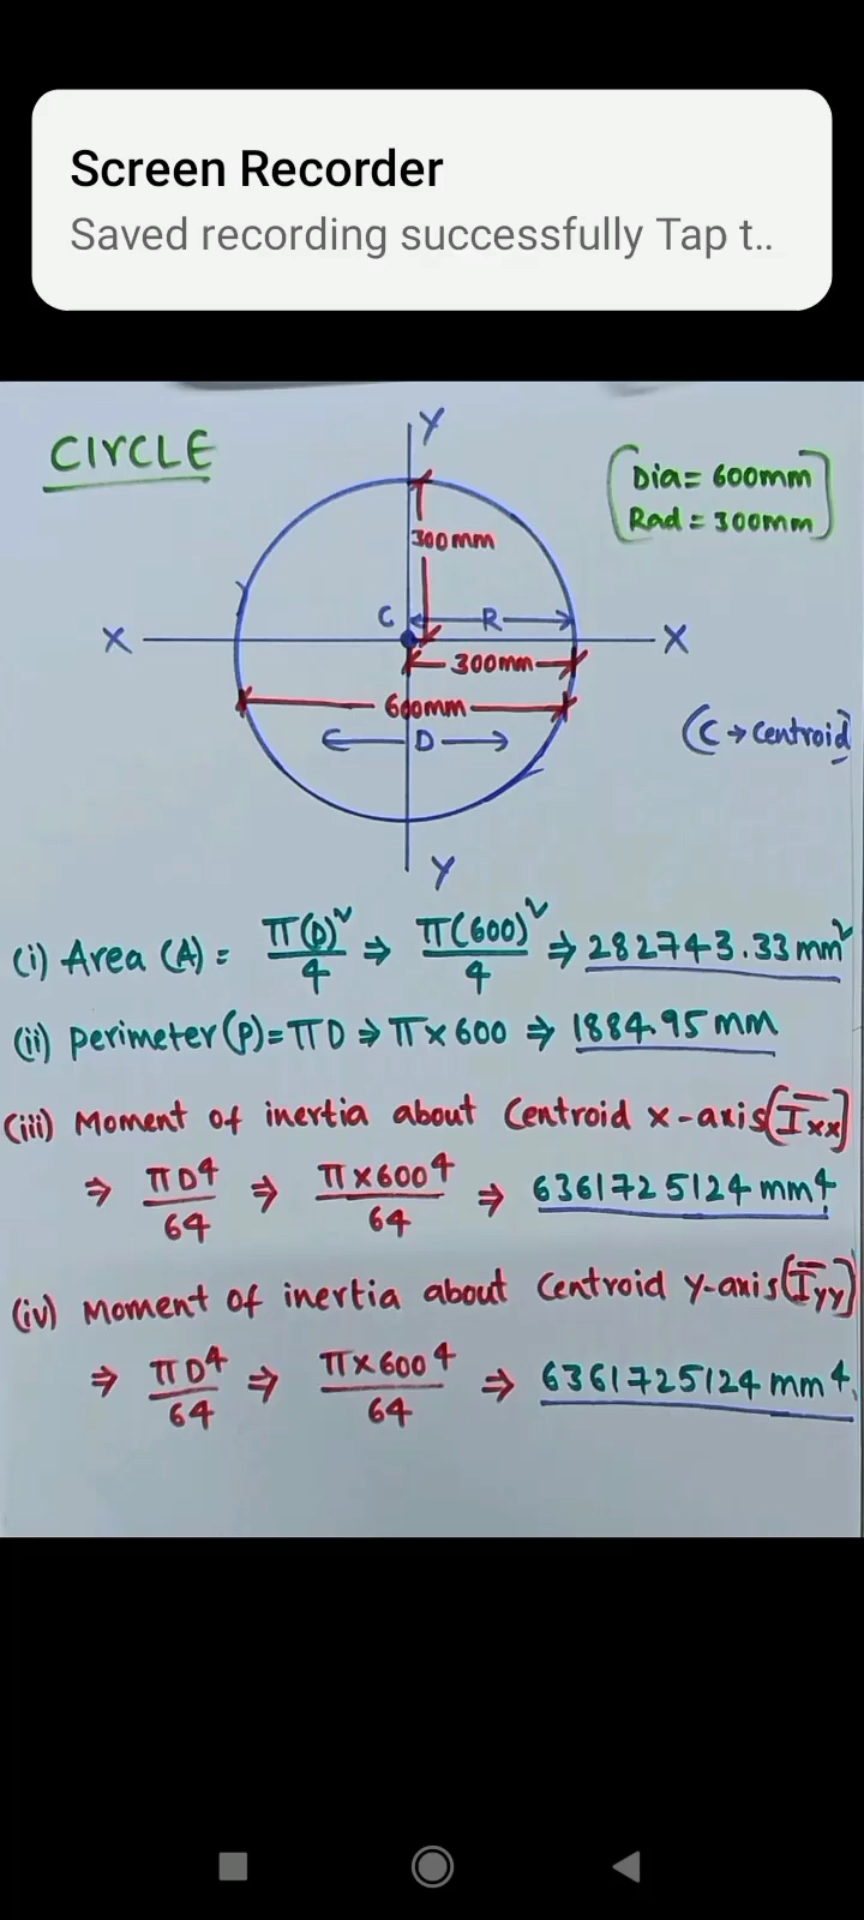 Screen Recorder
Saved recording successfully Tap t..
CIRCLE
Y
Dia = 600mm
Rad = 300mm
300mm
C
R
X
X
300mm
600mm
D
(C → Centroid)
Y
(i) Area (A) = π(D)²/4 ⇒ π(600)²/4 ⇒ 282743.33 mm²
(ii) Perimeter (P) = πD ⇒ π × 600 ⇒ 1884.95 mm
(iii) Moment of inertia about Centroid x-axis [I̅xx]
⇒ πD⁴/64 ⇒ π×600⁴/64 ⇒ 6361725124 mm⁴
(iv) Moment of inertia about Centroid y-axis [I̅yy]
⇒ πD⁴/64 ⇒ π×600⁴/64 ⇒ 6361725124 mm⁴.